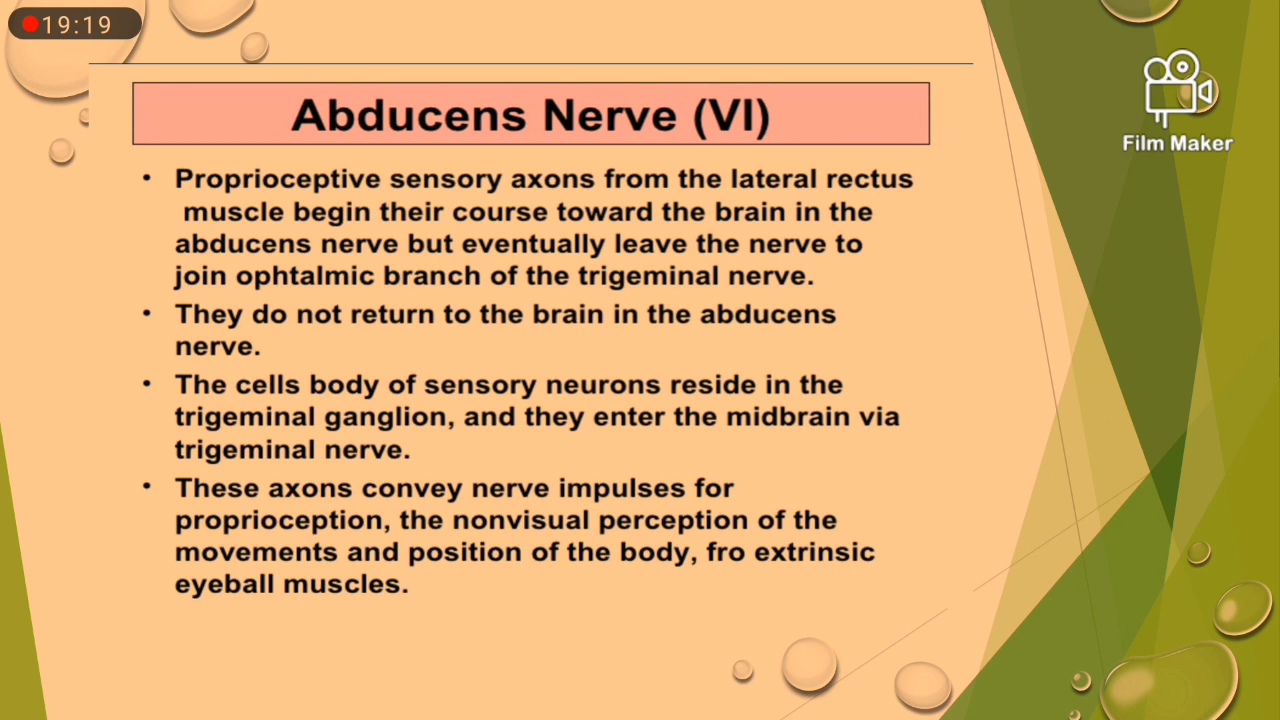 19:19
Abducens Nerve (VI)
Film Maker
• Proprioceptive sensory axons from the lateral rectus
muscle begin their course toward the brain in the
abducens nerve but eventually leave the nerve to
join ophtalmic branch of the trigeminal nerve.
• They do not return to the brain in the abducens
nerve.
• The cells body of sensory neurons reside in the
trigeminal ganglion, and they enter the midbrain via
trigeminal nerve.
• These axons convey nerve impulses for
proprioception, the nonvisual perception of the
movements and position of the body, fro extrinsic
eyeball muscles.